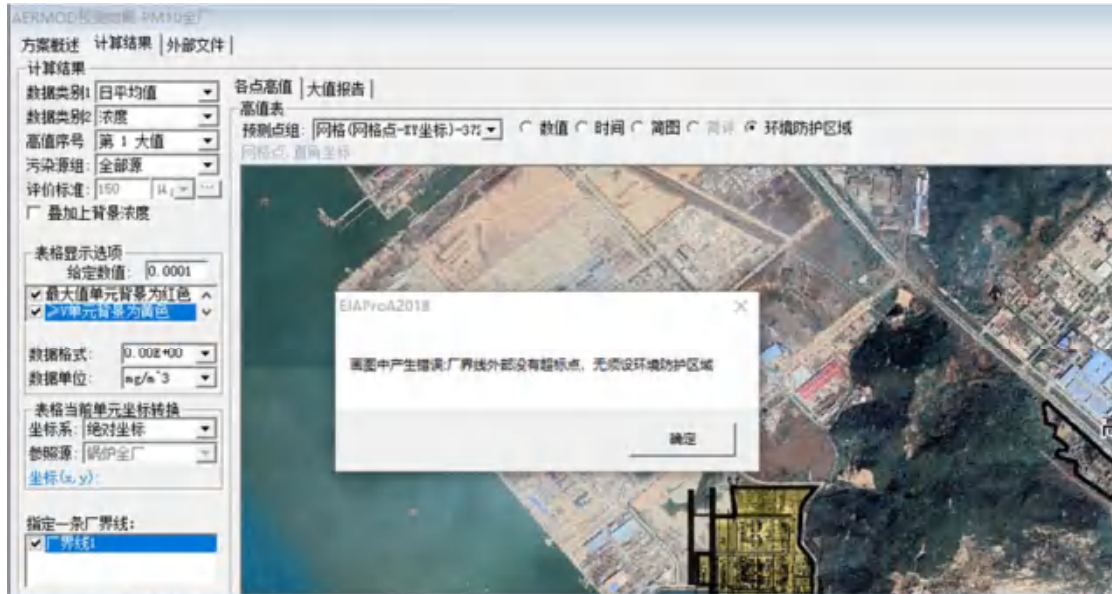 AERMOD预测结果-PM10全厂
方案概述 计算结果 外部文件
计算结果
数据类别1 日平均值
数据类别2 浓度
高值序号 第 1 大值
污染源组: 全部源
评价标准: 150
叠加上背景浓度
表格显示选项
给定数值: 0.0001
最大值单元背景为红色
≥V单元背景为黄色
数据格式: 0.00E+00
数据单位: mg/m^3
表格当前单元坐标转换
坐标系: 绝对坐标
参照源: 锅炉全厂
坐标(x,y):
指定一条厂界线:
厂界线1
各点高值 大值报告
高值表
预测点组: 网格(网格点-XY坐标)-37 数值 时间 简图 简评 环境防护区域
网格点,直角坐标
EIAProA2018
画图中产生错误:厂界线外部没有超标点, 无须设环境防护区域
确定